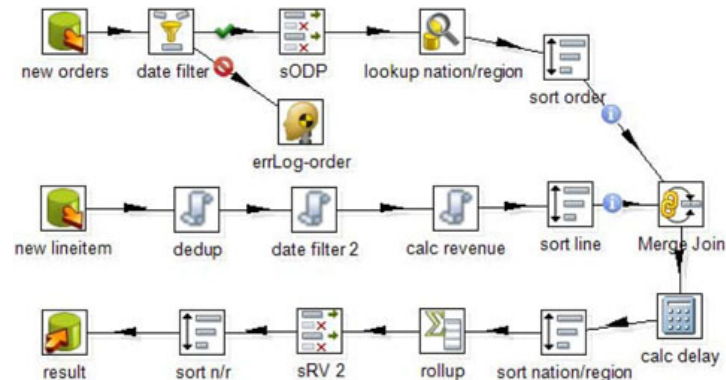 new orders
date filter
sODP
lookup nation/region
sort order
errLog-order
new lineitem
dedup
date filter 2
calc revenue
sort line
Merge Join
result
sort n/r
sRV 2
rollup
sort nation/region
calc delay